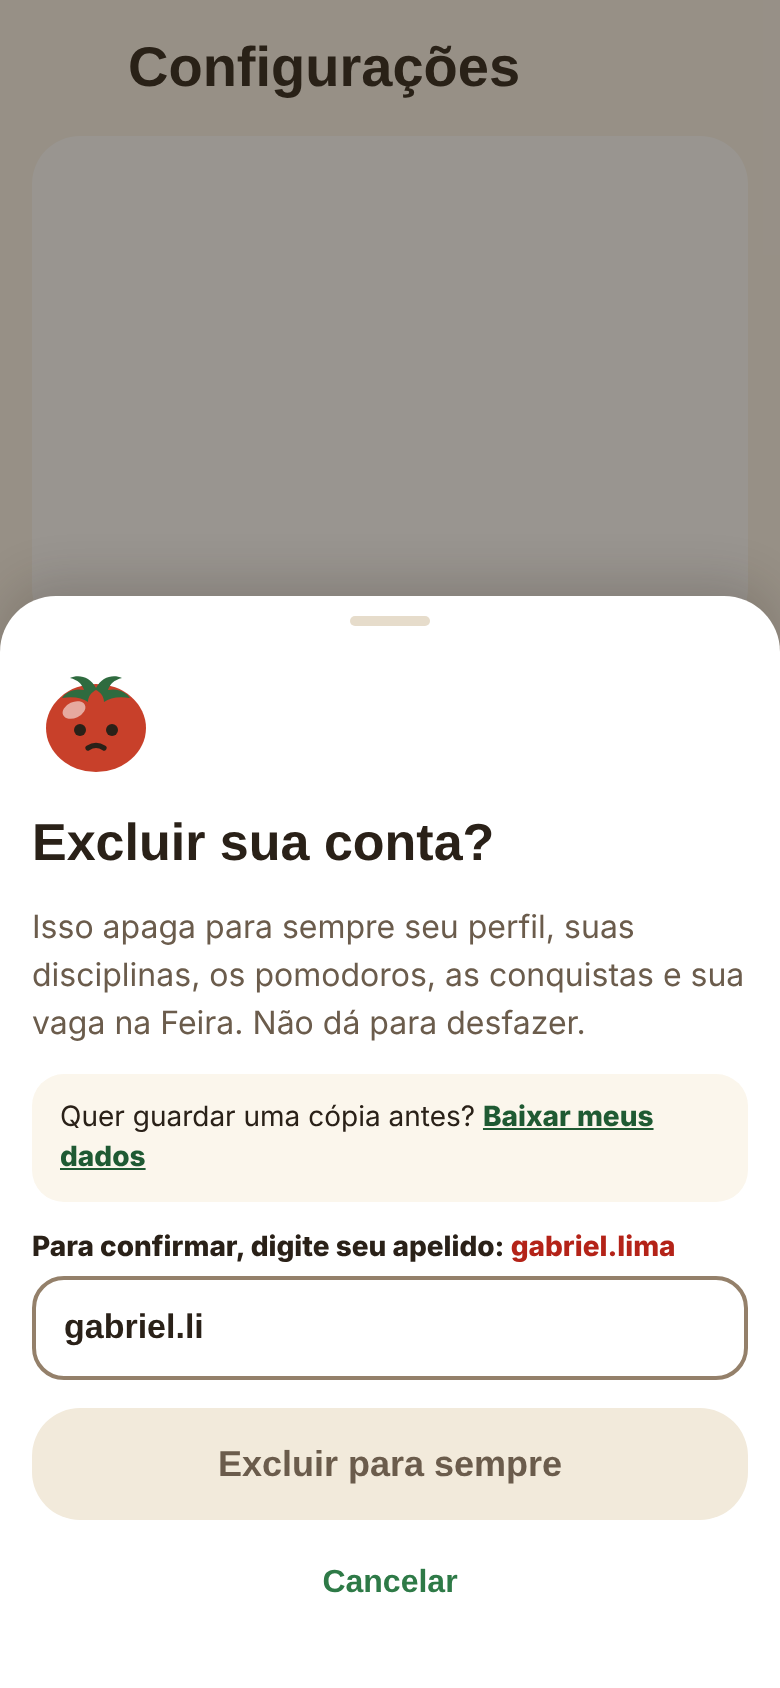 Configurações
Excluir sua conta?
Isso apaga para sempre seu perfil, suas
disciplinas, os pomodoros, as conquistas e sua
vaga na Feira. Não dá para desfazer.
Quer guardar uma cópia antes? Baixar meus
dados
Para confirmar, digite seu apelido: gabriel.lima
gabriel.li
Excluir para sempre
Cancelar